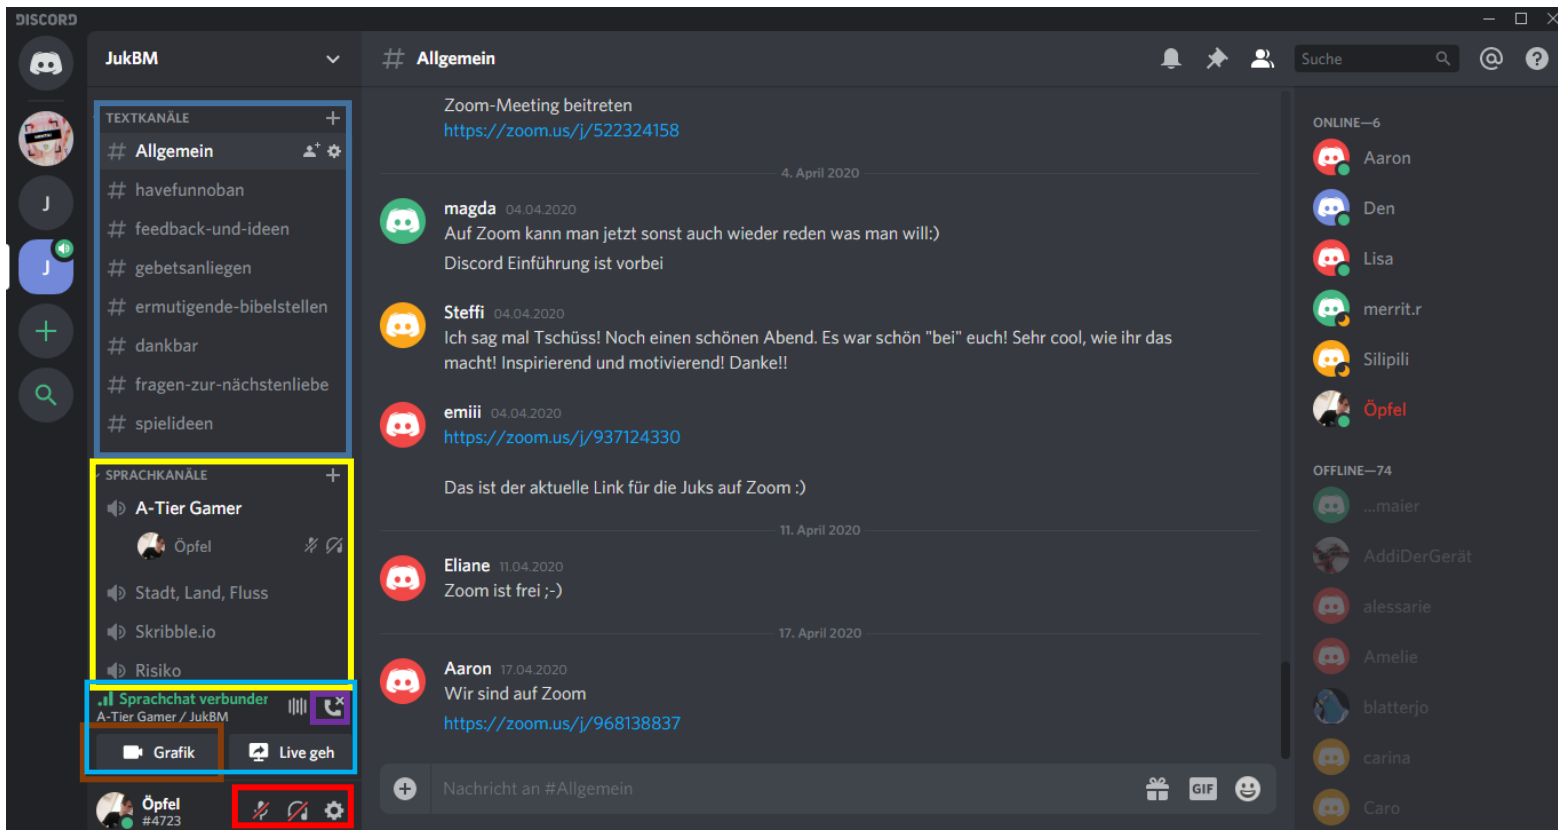 DISCORD
JukBM
TEXTKANÄLE
Allgemein
havefunnoban
feedback-und-ideen
gebetsanliegen
ermutigende-bibelstellen
dankbar
fragen-zur-nächstenliebe
spielideen
SPRACHKANÄLE
A-Tier Gamer
Öpfel
Stadt, Land, Fluss
Skribble.io
Risiko
Sprachchat verbunder
A-Tier Gamer / JukBM
Grafik
Live geh
Öpfel
#4723
J
J
# Allgemein
Suche
Zoom-Meeting beitreten
https://zoom.us/j/522324158
4. April 2020
magda 04.04.2020
Auf Zoom kann man jetzt sonst auch wieder reden was man will:)
Discord Einführung ist vorbei
Steffi 04.04.2020
Ich sag mal Tschüss! Noch einen schönen Abend. Es war schön "bei" euch! Sehr cool, wie ihr das
macht! Inspirierend und motivierend! Danke!!
emiii 04.04.2020
https://zoom.us/j/937124330
Das ist der aktuelle Link für die Juks auf Zoom :)
11. April 2020
Eliane 11.04.2020
Zoom ist frei ;-)
17. April 2020
Aaron 17.04.2020
Wir sind auf Zoom
https://zoom.us/j/968138837
Nachricht an #Allgemein
GIF
ONLINE—6
Aaron
Den
Lisa
merrit.r
Silipili
Öpfel
OFFLINE—74
...maier
AddiDerGerät
alessarie
Amelie
blatterjo
carina
Caro